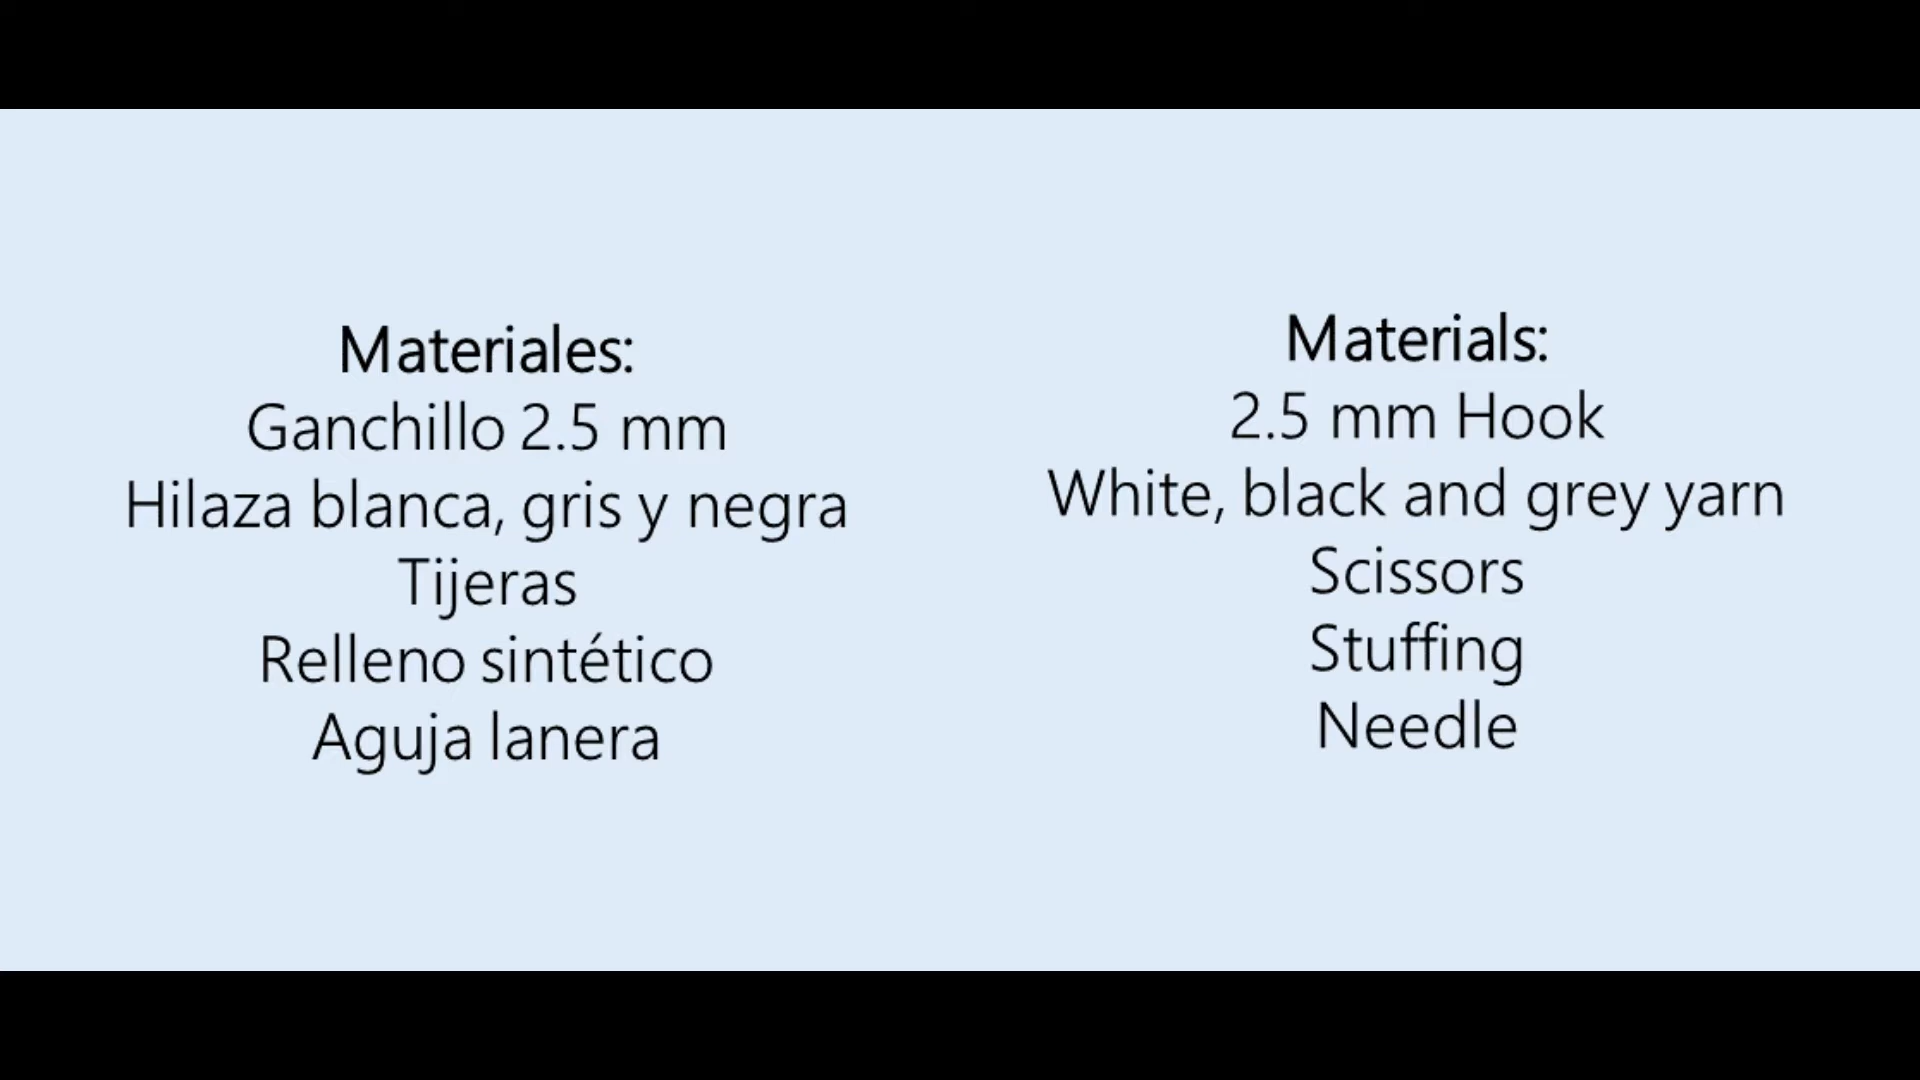 Materiales:
Ganchillo 2.5 mm
Hilaza blanca, gris y negra
Tijeras
Relleno sintético
Aguja lanera
Materials:
2.5 mm Hook
White, black and grey yarn
Scissors
Stuffing
Needle